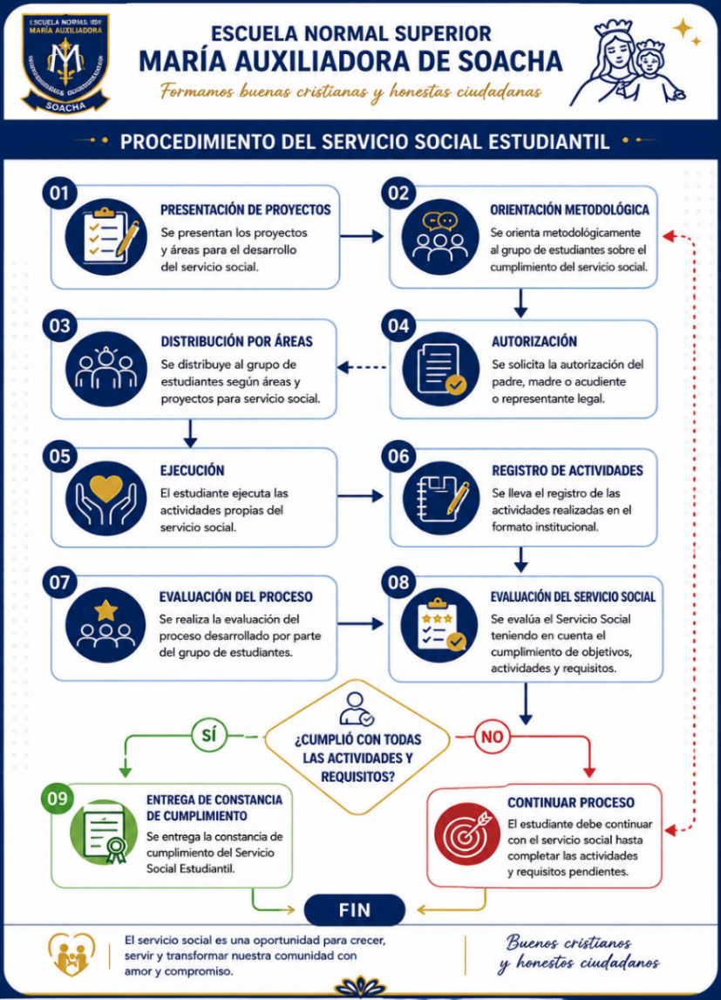 ESCUELA NORMAL SUPERIOR
MARÍA AUXILIADORA DE SOACHA
Formamos buenas cristianas y honestas ciudadanas
MARÍA AUXILIADORA
SOACHA
PROCEDIMIENTO DEL SERVICIO SOCIAL ESTUDIANTIL
01
PRESENTACIÓN DE PROYECTOS
Se presentan los proyectos
y áreas para el desarrollo
del servicio social.
02
ORIENTACIÓN METODOLÓGICA
Se orienta metodológicamente
al grupo de estudiantes sobre el
cumplimiento del servicio social.
03
DISTRIBUCIÓN POR ÁREAS
Se distribuye al grupo de
estudiantes según áreas y
proyectos para servicio social.
04
AUTORIZACIÓN
Se solicita la autorización del
padre, madre o acudiente
o representante legal.
05
EJECUCIÓN
El estudiante ejecuta las
actividades propias del
servicio social.
06
REGISTRO DE ACTIVIDADES
Se lleva el registro de las
actividades realizadas en el
formato institucional.
07
EVALUACIÓN DEL PROCESO
Se realiza la evaluación del
proceso desarrollado por parte
del grupo de estudiantes.
08
EVALUACIÓN DEL SERVICIO SOCIAL
Se evalúa el Servicio Social
teniendo en cuenta el
cumplimiento de objetivos,
actividades y requisitos.
¿CUMPLIÓ CON TODAS
LAS ACTIVIDADES Y
REQUISITOS?
SÍ
NO
09
ENTREGA DE CONSTANCIA
DE CUMPLIMIENTO
Se entrega la constancia de
cumplimiento del Servicio
Social Estudiantil.
CONTINUAR PROCESO
El estudiante debe continuar
con el servicio social hasta
completar las actividades
y requisitos pendientes.
FIN
El servicio social es una oportunidad para crecer,
servir y transformar nuestra comunidad con
amor y compromiso.
Buenos cristianos
y honestos ciudadanos